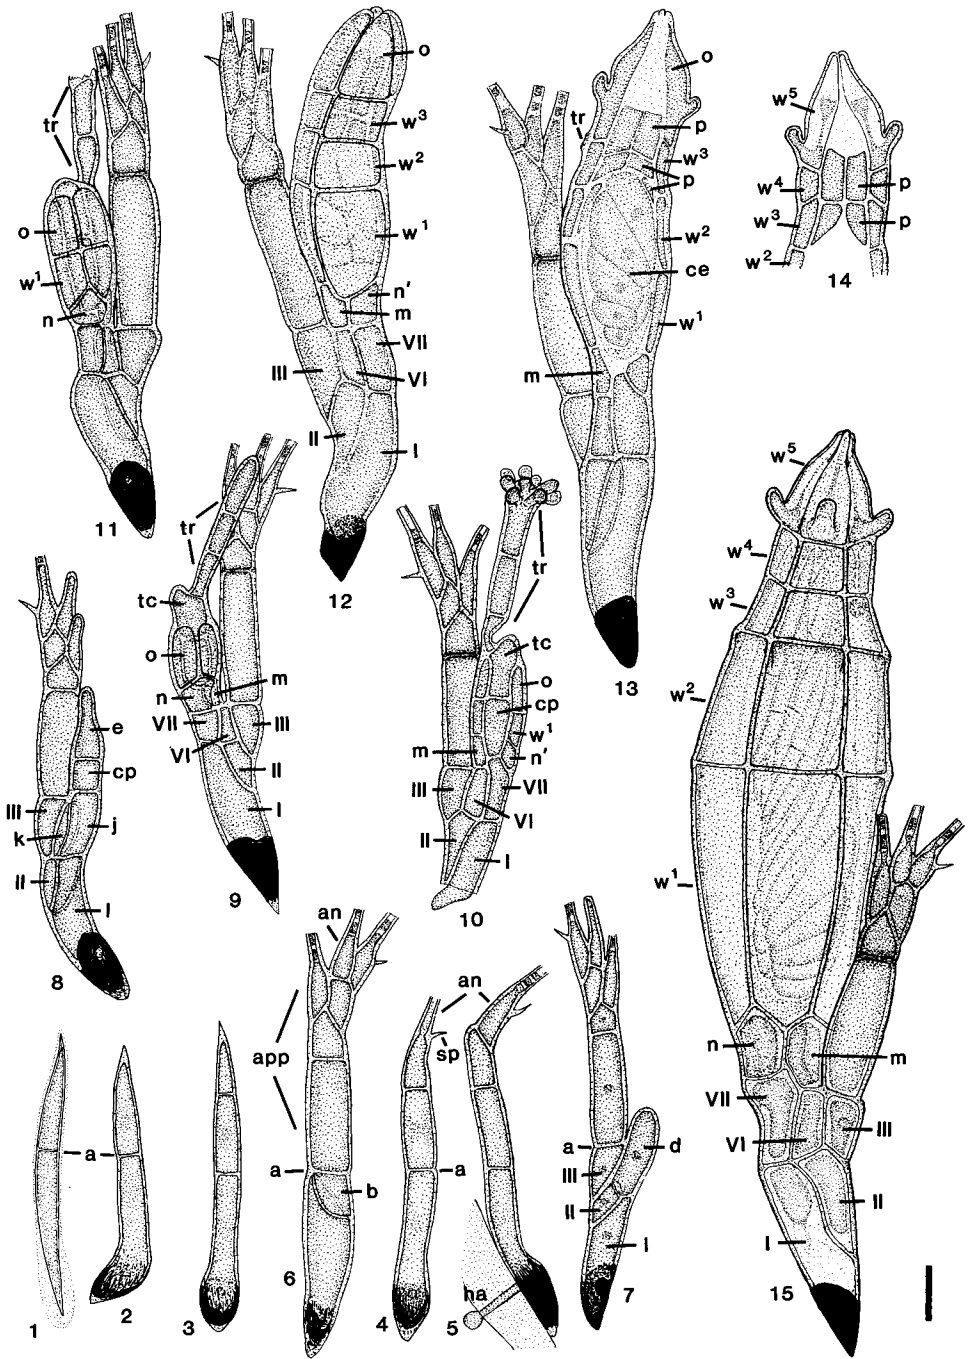 tr
o
w¹
n
11
o
w³
w²
w¹
n'
m
VII
VI
III
II
I
12
o
tr
p
w³
p
w²
ce
w¹
m
13
w⁵
w⁴
p
w³
p
w²
14
e
cp
III
j
k
II
I
8
tr
tc
o
m
n
VII
III
VI
II
I
9
tr
tc
o
cp
w¹
m
n'
III
VII
VI
II
I
10
w⁵
w⁴
w³
w²
w¹
n
m
VII
III
VI
II
I
15
a
1
2
3
an
app
a
b
6
an
sp
a
4
ha
5
a
d
III
II
I
7